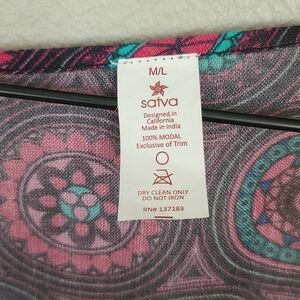 M/L
satva
Designed in
California
Made in India
100% MODAL
Exclusive of Trim
DRY CLEAN ONLY
DO NOT IRON
RN# 137183